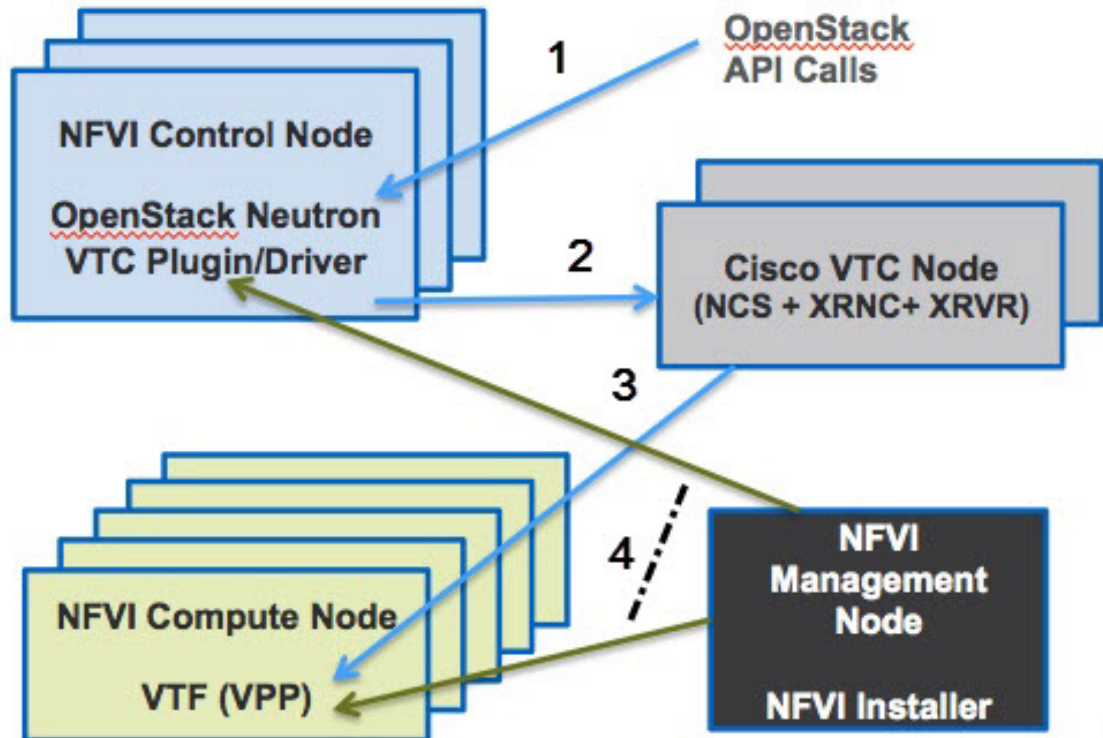 OpenStack
API Calls
1
NFVI Control Node
OpenStack Neutron
VTC Plugin/Driver
2
Cisco VTC Node
(NCS + XRNC+ XRVR)
3
4
NFVI Compute Node
VTF (VPP)
NFVI
Management
Node
NFVI Installer